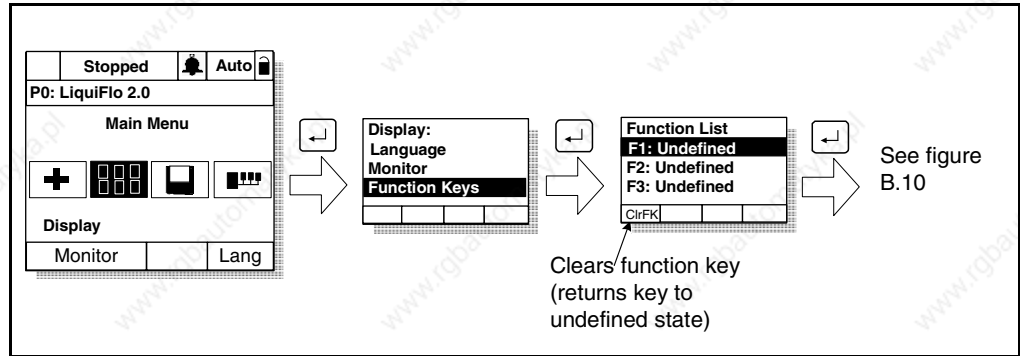 Stopped Auto
P0: LiquiFlo 2.0
Main Menu
Display
Monitor Lang
Display:
Language
Monitor
Function Keys
Function List
F1: Undefined
F2: Undefined
F3: Undefined
ClrFK
Clears function key
(returns key to
undefined state)
See figure
B.10